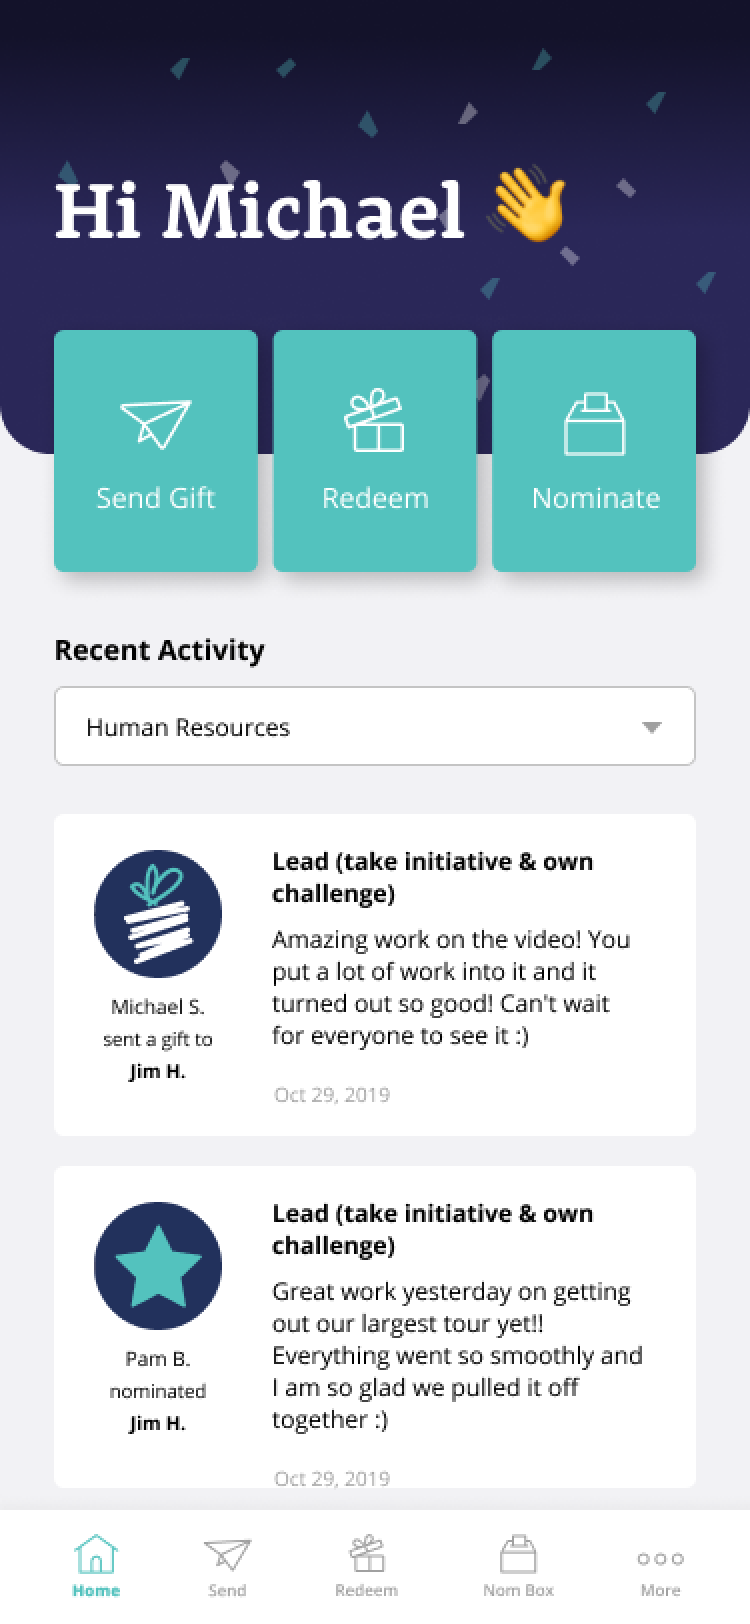 Hi Michael 👋
Send Gift
Redeem
Nominate
Recent Activity
Human Resources
Lead (take initiative & own
challenge)
Amazing work on the video! You
put a lot of work into it and it
turned out so good! Can't wait
for everyone to see it :)
Michael S.
sent a gift to
Jim H.
Oct 29, 2019
Lead (take initiative & own
challenge)
Great work yesterday on getting
out our largest tour yet!!
Everything went so smoothly and
I am so glad we pulled it off
together :)
Pam B.
nominated
Jim H.
Oct 29, 2019
Home
Send
Redeem
Nom Box
More